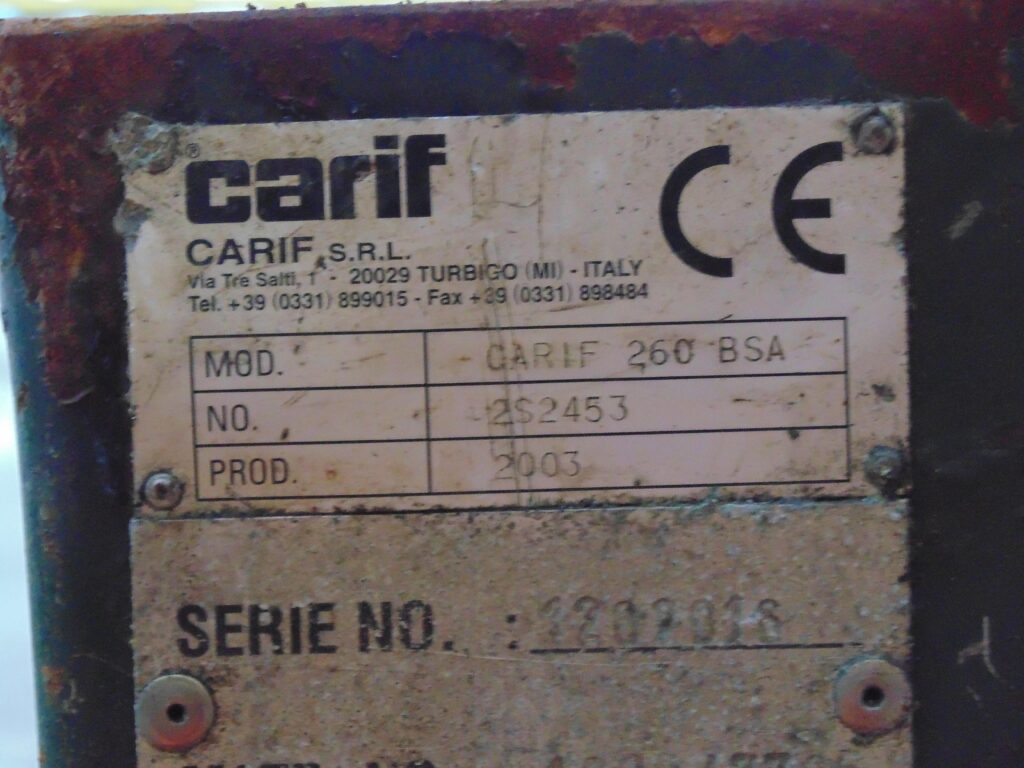 ® carif
CE
CARIF S.R.L.
Via Tre Salti, 1 - 20029 TURBIGO (MI) - ITALY
Tel. +39 (0331) 899015 - Fax +39 (0331) 898484
MOD. CARIF 260 BSA
NO. 2S2453
PROD. 2003
SERIE NO. :